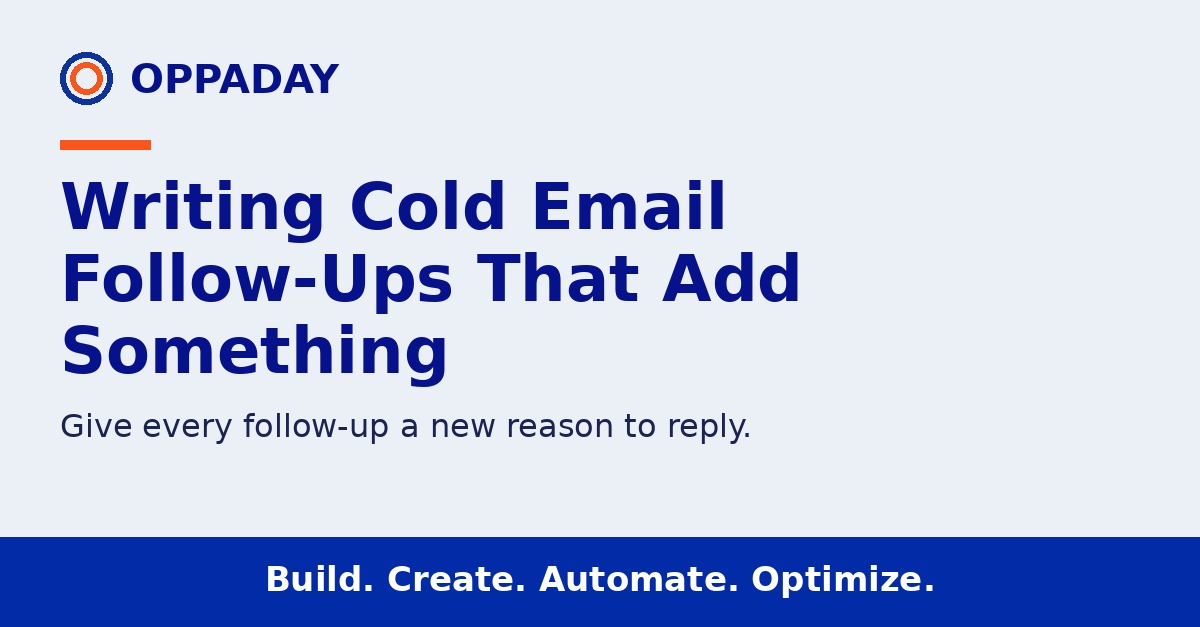 OPPADAY
Writing Cold Email
Follow-Ups That Add
Something
Give every follow-up a new reason to reply.
Build. Create. Automate. Optimize.